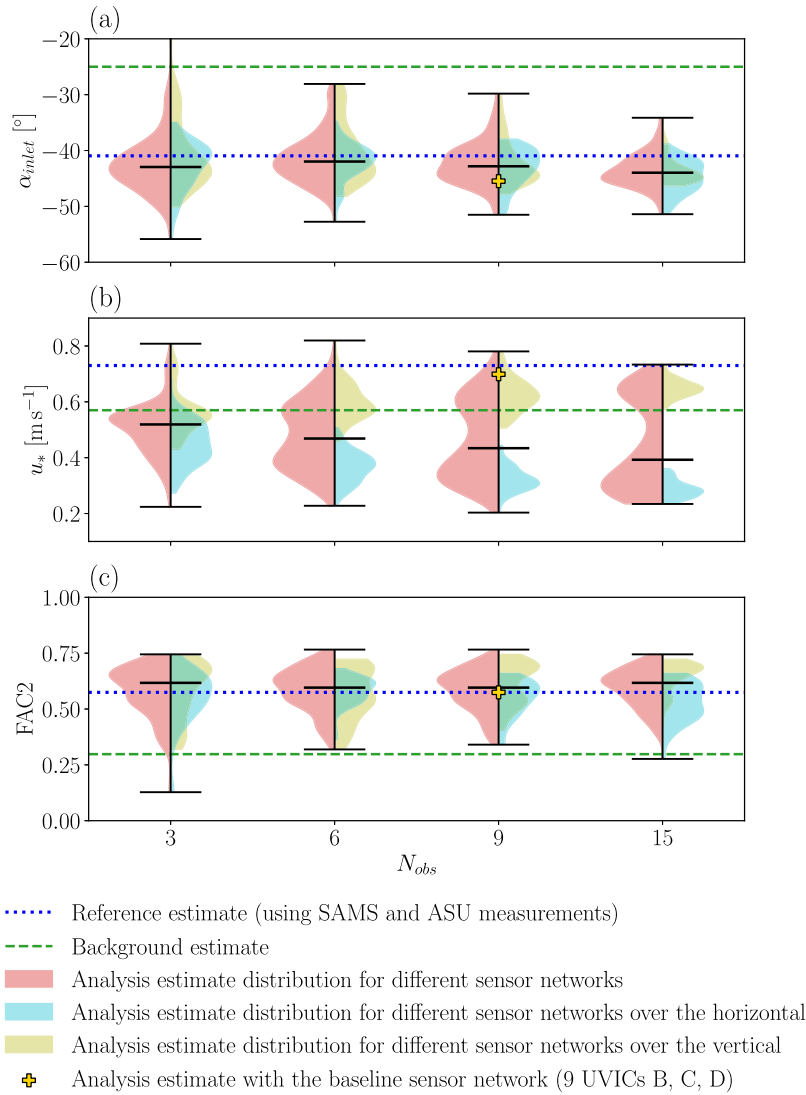 (a)
−20
−30
−40
−50
−60
α_inlet [°]
(b)
0.8
0.6
0.4
0.2
u_* [m s⁻¹]
(c)
1.00
0.75
0.50
0.25
0.00
FAC2
3 6 9 15
N_obs
Reference estimate (using SAMS and ASU measurements)
Background estimate
Analysis estimate distribution for different sensor networks
Analysis estimate distribution for different sensor networks over the horizontal
Analysis estimate distribution for different sensor networks over the vertical
Analysis estimate with the baseline sensor network (9 UVICs B, C, D)